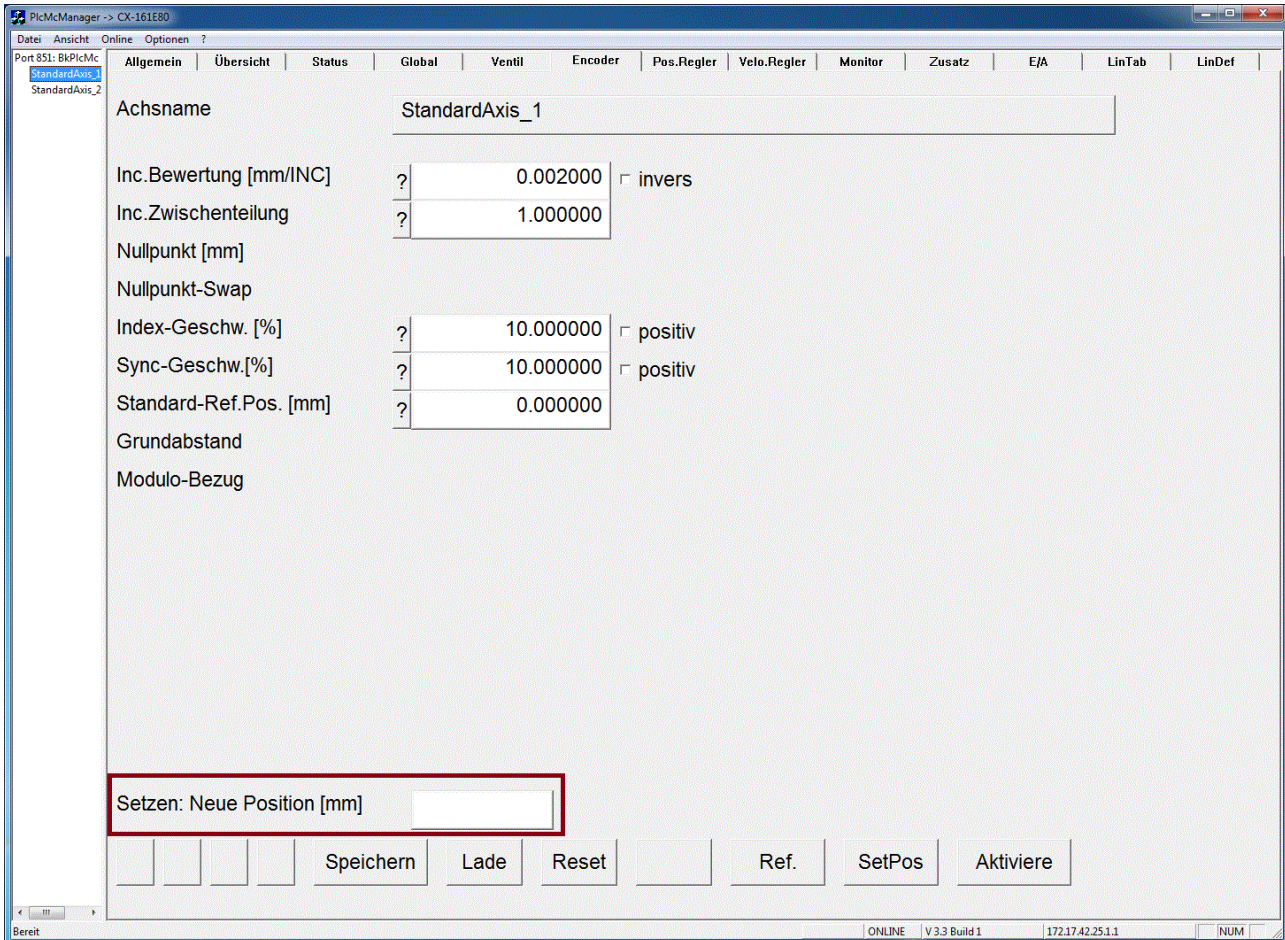 PlcMcManager -> CX-161E80
Datei Ansicht Online Optionen ?
Port 851: BkPlcMc
StandardAxis_1
StandardAxis_2
Allgemein Übersicht Status Global Ventil Encoder Pos.Regler Velo.Regler Monitor Zusatz E/A LinTab LinDef
Achsname StandardAxis_1
Inc.Bewertung [mm/INC] ? 0.002000 invers
Inc.Zwischenteilung ? 1.000000
Nullpunkt [mm]
Nullpunkt-Swap
Index-Geschw. [%] ? 10.000000 positiv
Sync-Geschw.[%] ? 10.000000 positiv
Standard-Ref.Pos. [mm] ? 0.000000
Grundabstand
Modulo-Bezug
Setzen: Neue Position [mm]
Speichern Lade Reset Ref. SetPos Aktiviere
Bereit ONLINE V 3.3 Build 1 172.17.42.25.1.1 NUM